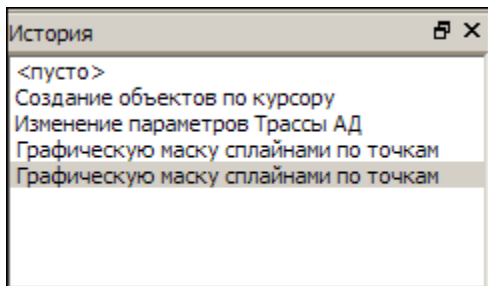 История
<пусто>
Создание объектов по курсору
Изменение параметров Трассы АД
Графическую маску сплайнами по точкам
Графическую маску сплайнами по точкам